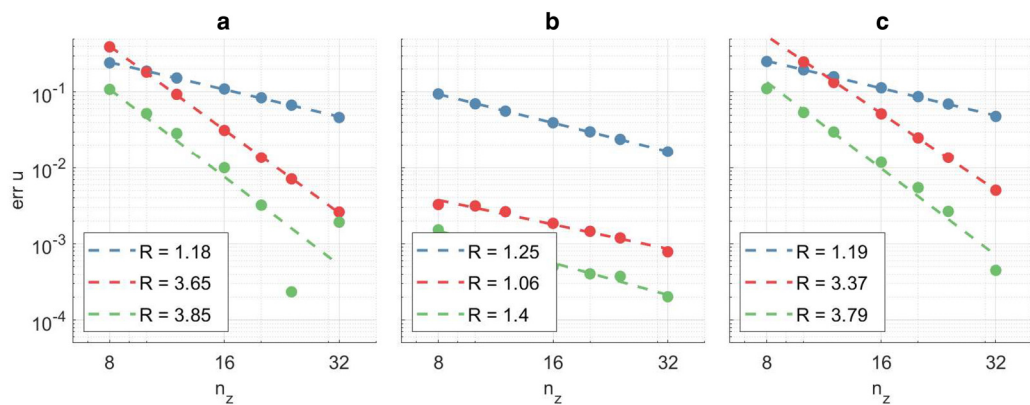 a
b
c
err u
10⁻¹
10⁻²
10⁻³
10⁻⁴
R = 1.18
R = 3.65
R = 3.85
8
16
32
n_z
R = 1.25
R = 1.06
R = 1.4
8
16
32
n_z
R = 1.19
R = 3.37
R = 3.79
8
16
32
n_z